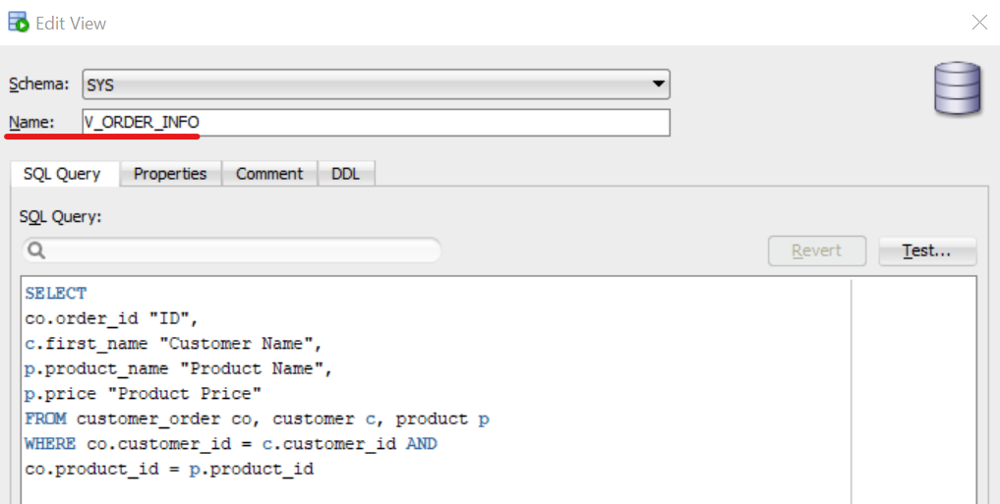 Edit View
Schema: SYS
Name: V_ORDER_INFO
SQL Query Properties Comment DDL
SQL Query:
Revert Test...
SELECT
co.order_id "ID",
c.first_name "Customer Name",
p.product_name "Product Name",
p.price "Product Price"
FROM customer_order co, customer c, product p
WHERE co.customer_id = c.customer_id AND
co.product_id = p.product_id